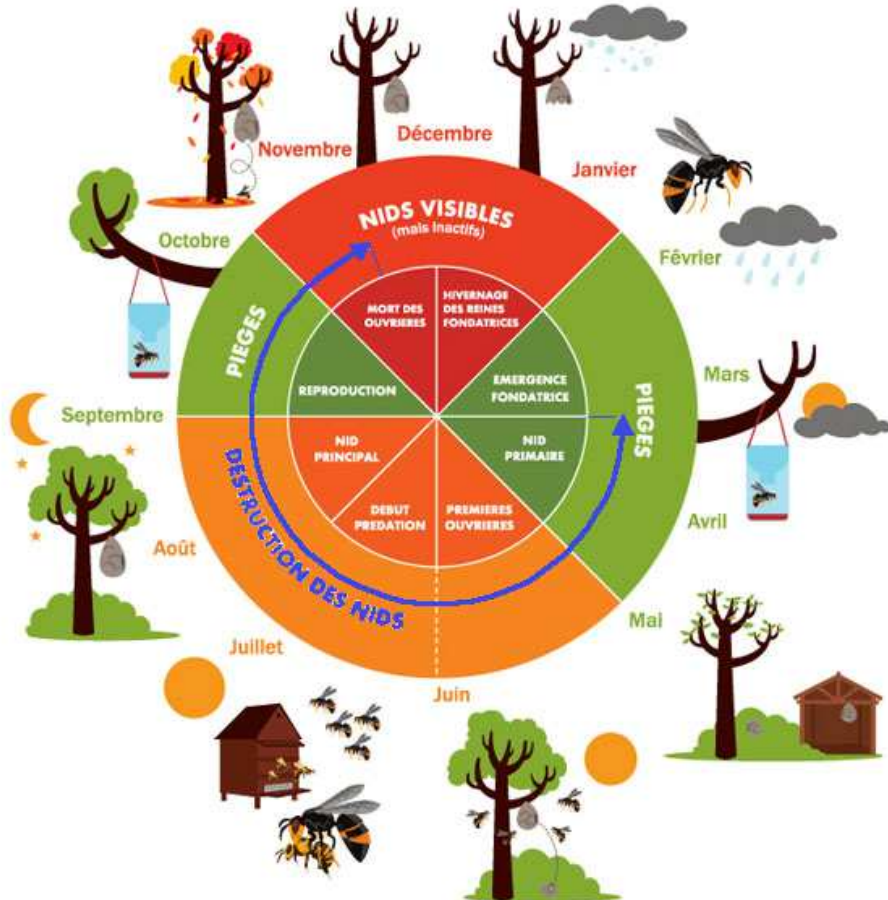 Décembre
Novembre
Janvier
NIDS VISIBLES
(mais Inactifs)
Octobre
Février
MORT DES
OUVRIERES
HIVERNAGE
DES REINES
FONDATRICES
PIEGES
Mars
REPRODUCTION
EMERGENCE
FONDATRICE
PIEGES
Septembre
NID
PRINCIPAL
NID
PRIMAIRE
DEBUT
PREDATION
PREMIERES
OUVRIERES
Avril
Août
DESTRUCTION DES NIDS
Mai
Juillet
Juin